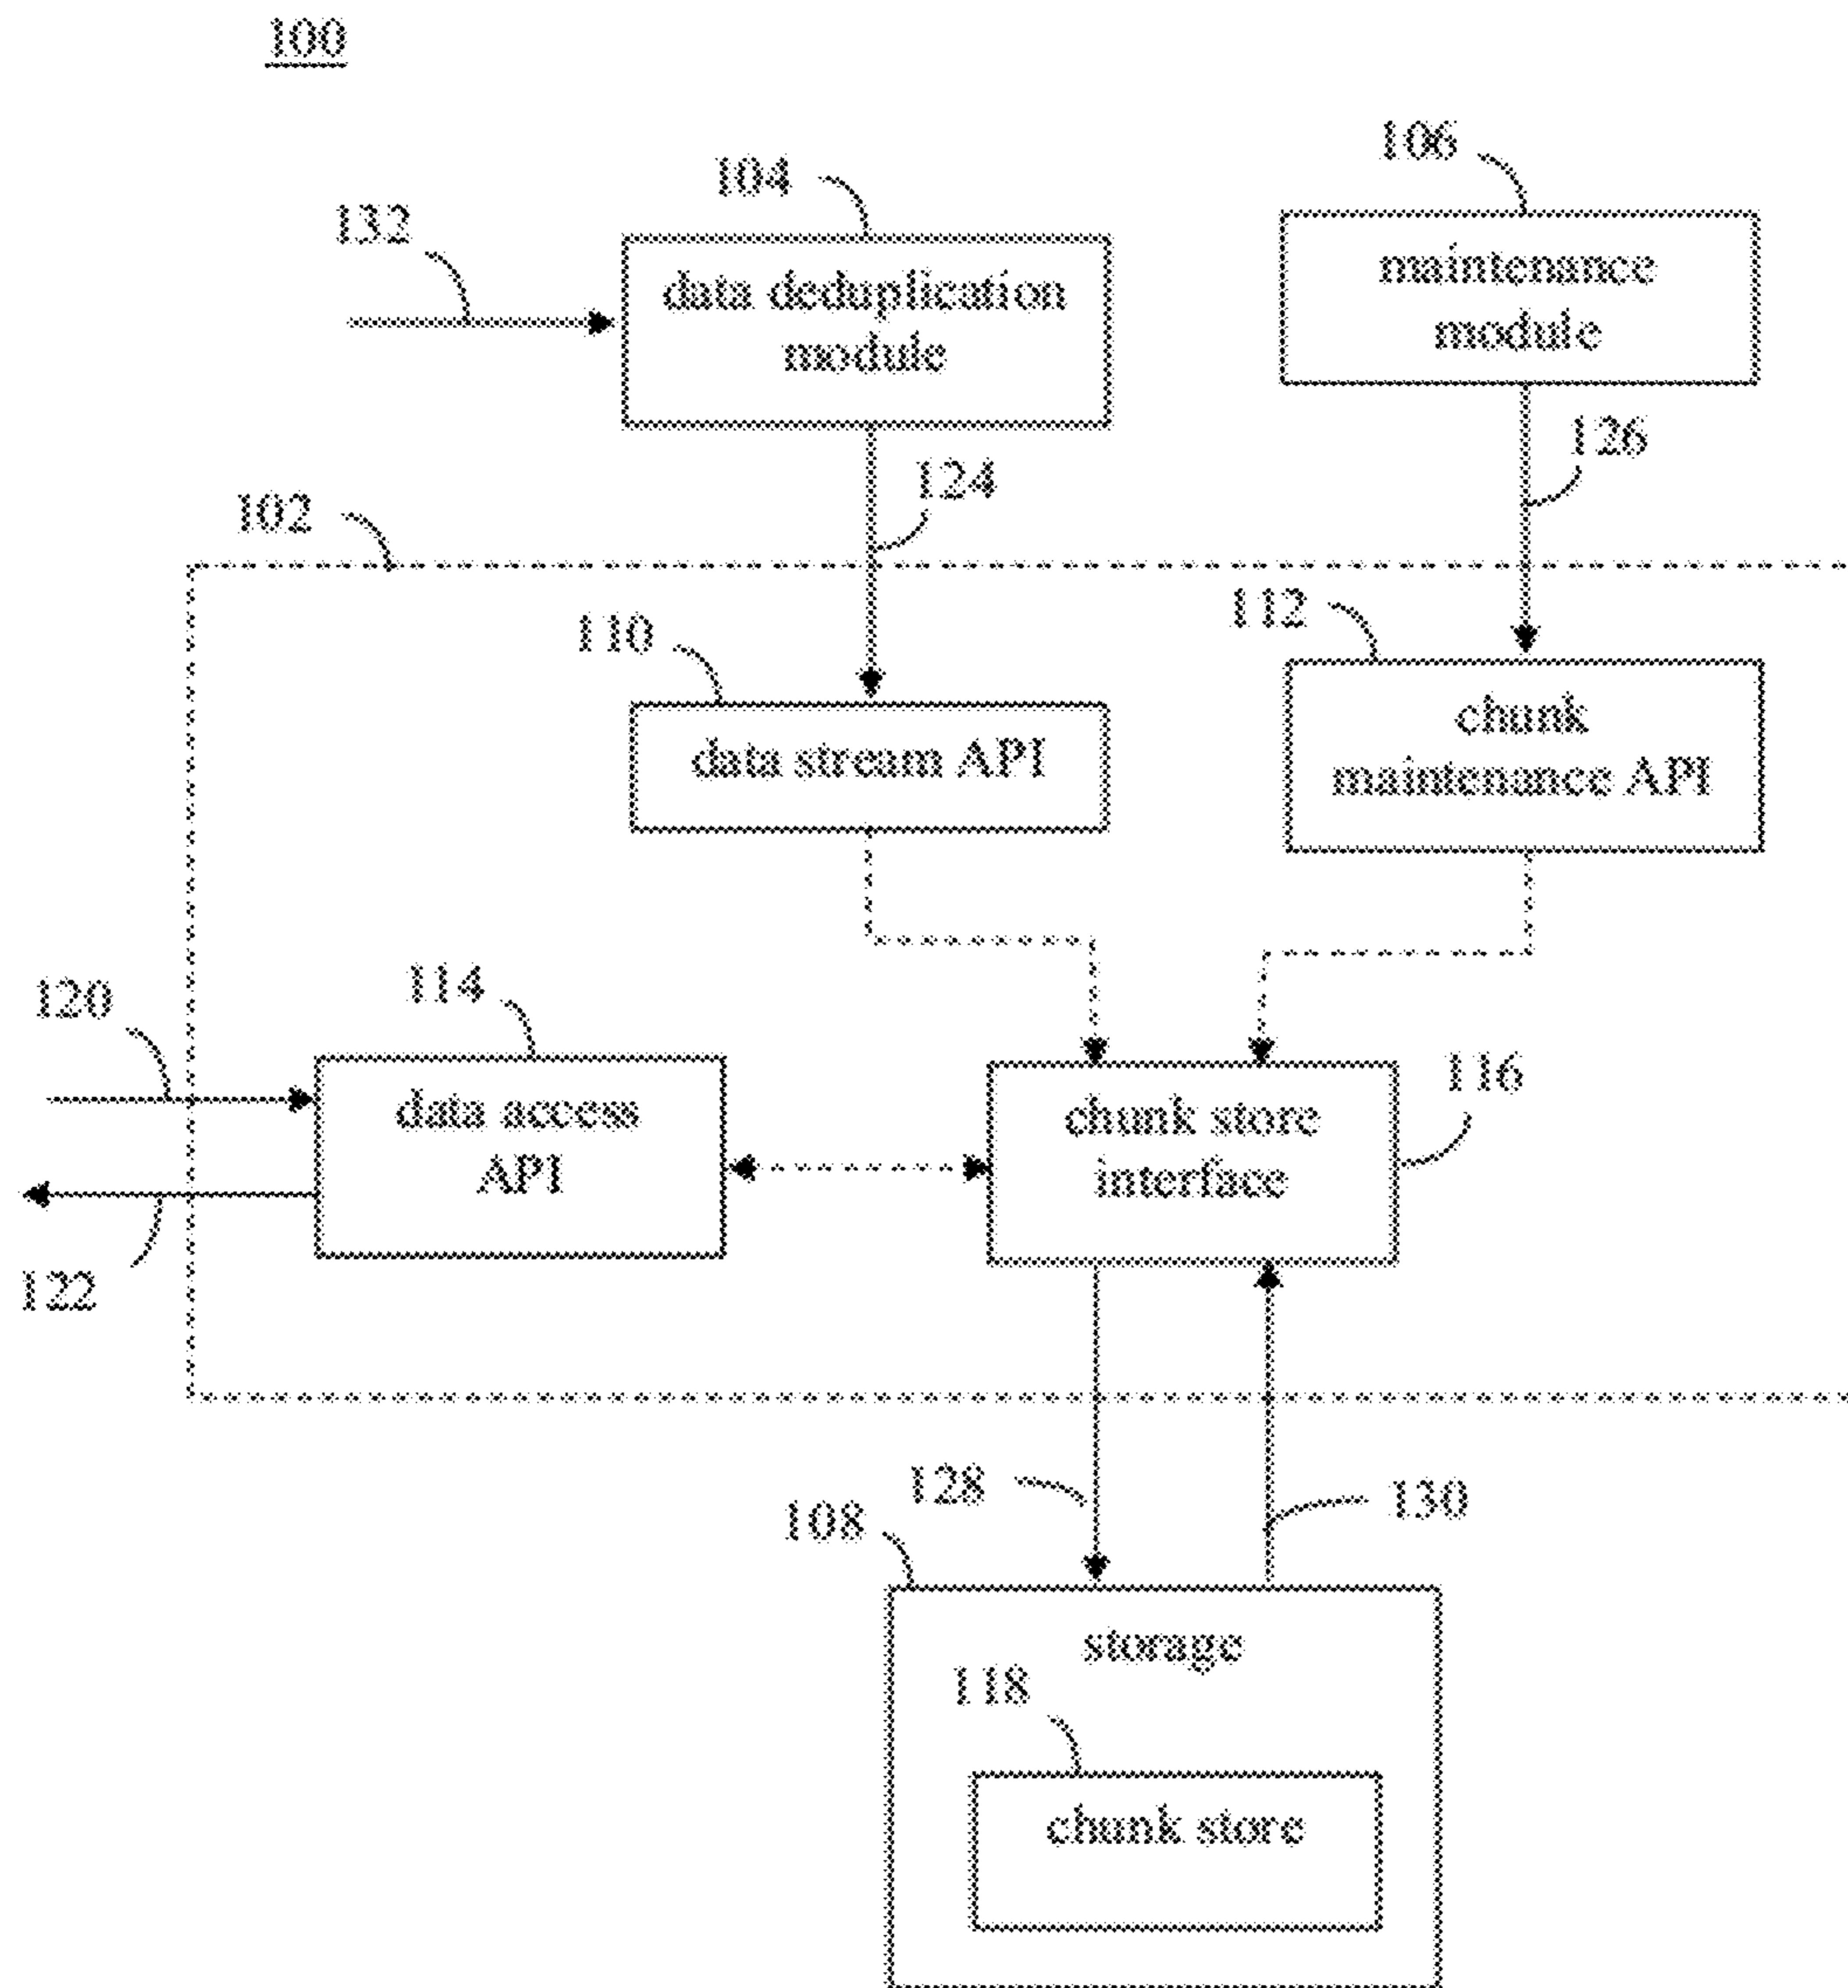 100
106
104
132
data deduplication
module
maintenance
module
126
124
102
112
110
chunk
maintenance API
data stream API
114
120
116
data access
API
chunk store
interface
122
128
130
108
storage
118
chunk store